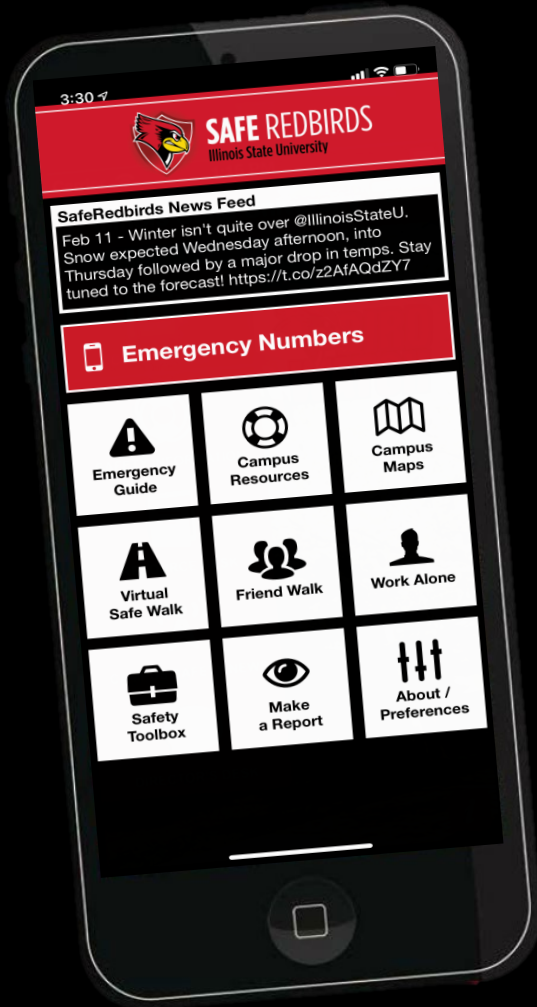 3:30
SAFE REDBIRDS
Illinois State University
SafeRedbirds News Feed
Feb 11 - Winter isn't quite over @IllinoisStateU.
Snow expected Wednesday afternoon, into
Thursday followed by a major drop in temps. Stay
tuned to the forecast! https://t.co/z2AfAQdZY7
Emergency Numbers
Emergency
Guide
Campus
Resources
Campus
Maps
Virtual
Safe Walk
Friend Walk
Work Alone
Safety
Toolbox
Make
a Report
About /
Preferences